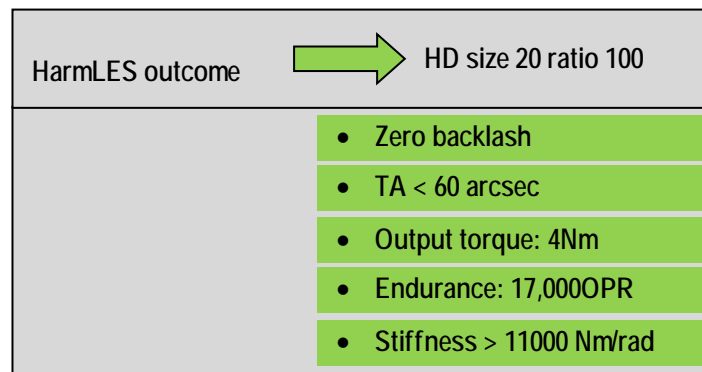 HarmLES outcome
HD size 20 ratio 100
• Zero backlash
• TA < 60 arcsec
• Output torque: 4Nm
• Endurance: 17,000OPR
• Stiffness > 11000 Nm/rad